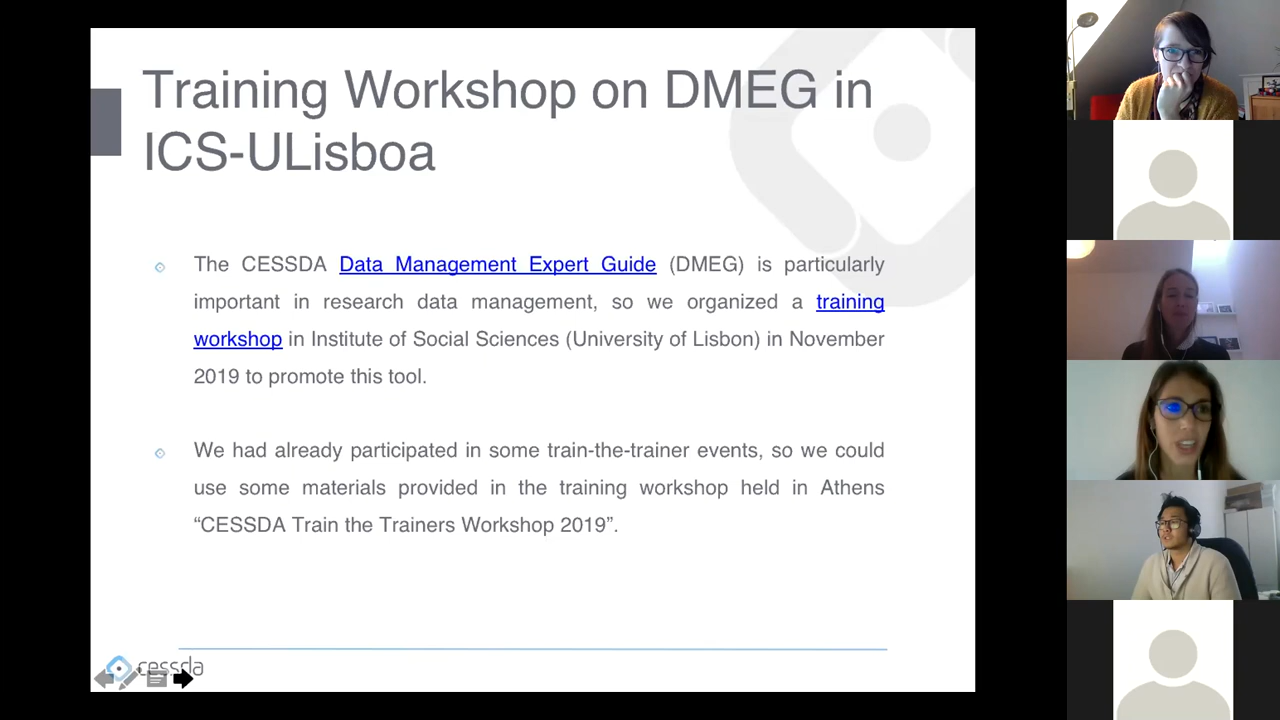 Training Workshop on DMEG in
ICS-ULisboa
The CESSDA Data Management Expert Guide (DMEG) is particularly
important in research data management, so we organized a training
workshop in Institute of Social Sciences (University of Lisbon) in November
2019 to promote this tool.
We had already participated in some train-the-trainer events, so we could
use some materials provided in the training workshop held in Athens
“CESSDA Train the Trainers Workshop 2019”.
cessda